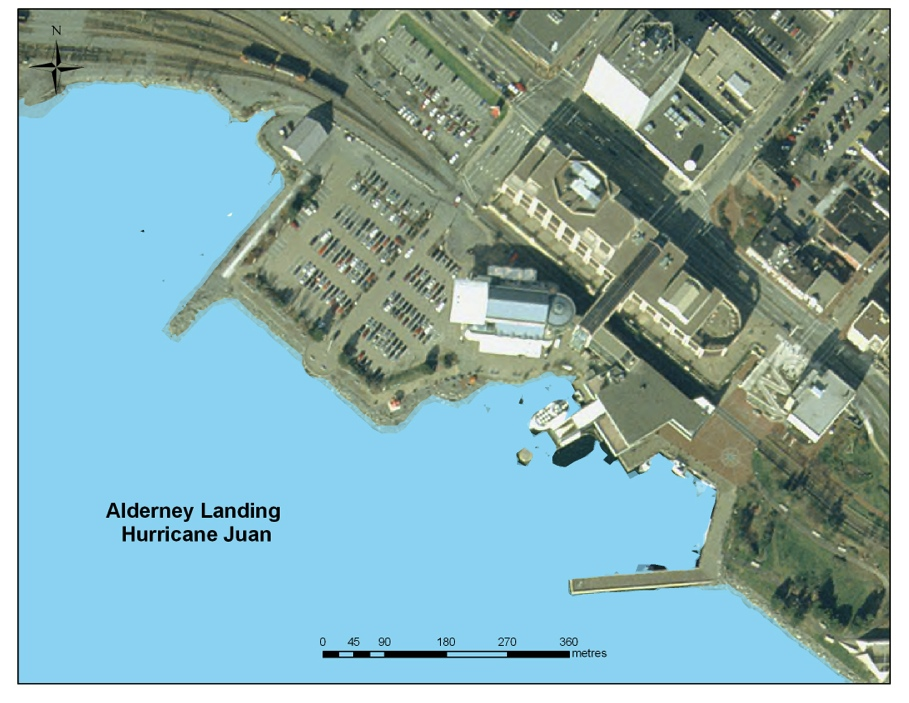 N
Alderney Landing
Hurricane Juan
0 45 90 180 270 360
metres